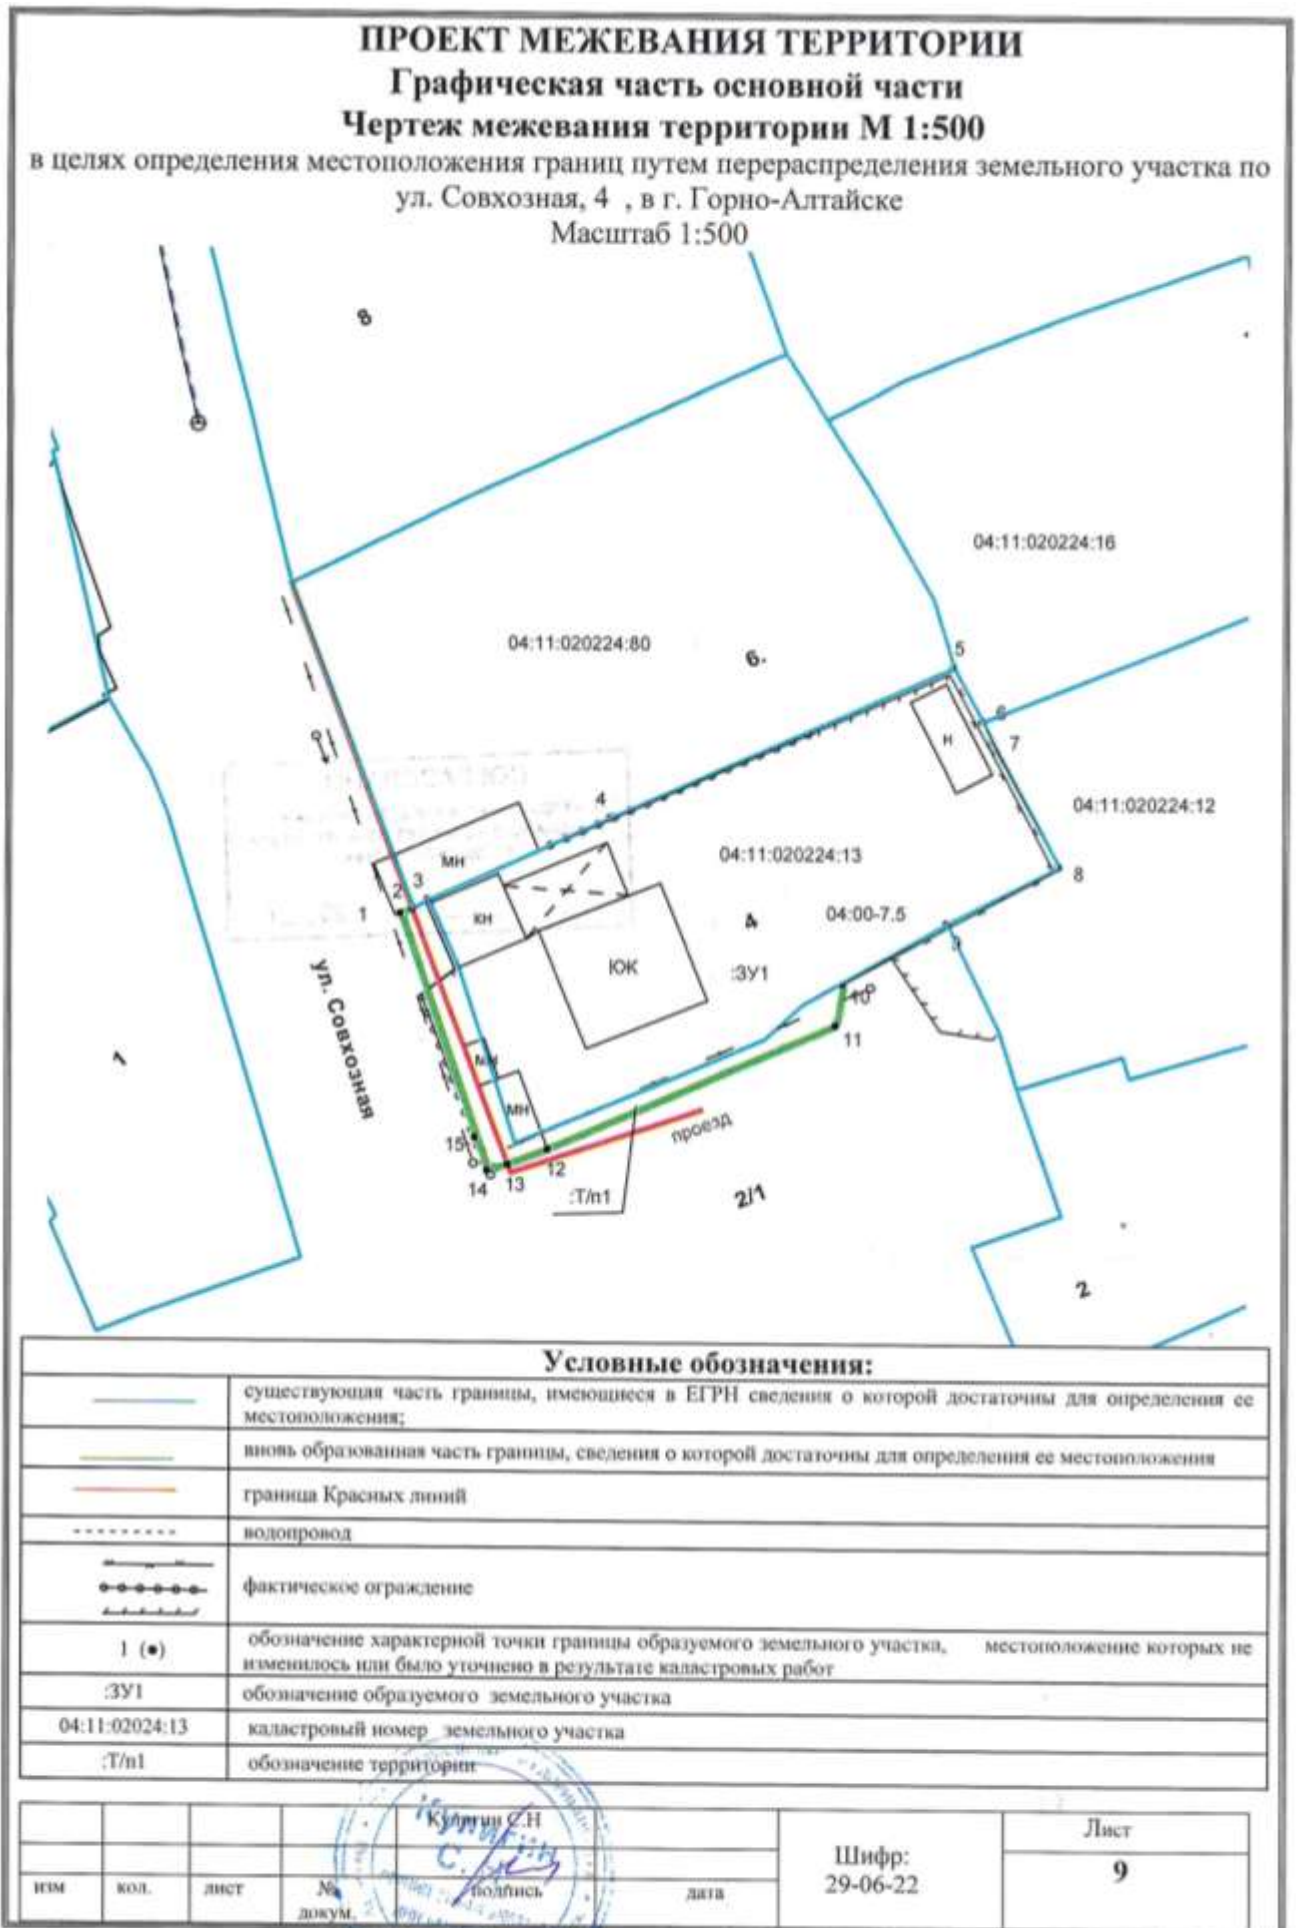 ПРОЕКТ МЕЖЕВАНИЯ ТЕРРИТОРИИ
Графическая часть основной части
Чертеж межевания территории М 1:500
в целях определения местоположения границ путем перераспределения земельного участка по
ул. Совхозная, 4 , в г. Горно-Алтайске
Масштаб 1:500
8
04:11:020224:16
04:11:020224:80
6.
5
6
7
н
4
04:11:020224:12
04:11:020224:13
мн
8
3
2
1
кн
4
04:00-7.5
9
ЮК
:ЗУ1
ул. Совхозная
10
11
1
мн
мн
15
проезд
12
13
14
:Т/п1
2/1
2
Условные обозначения:
существующая часть границы, имеющиеся в ЕГРН сведения о которой достаточны для определения ее
местоположения;
вновь образованная часть границы, сведения о которой достаточны для определения ее местоположения
граница Красных линий
водопровод
фактическое ограждение
1 (●) обозначение характерной точки границы образуемого земельного участка, местоположение которых не
изменилось или было уточнено в результате каластровых работ
:ЗУ1 обозначение образуемого земельного участка
04:11:02024:13 каластровый номер земельного участка
:Т/п1 обозначение территории
Кулигин С.Н
Кулигин
С.
Шифр:
29-06-22
Лист
9
изм кол. лист № докум. подпись дата